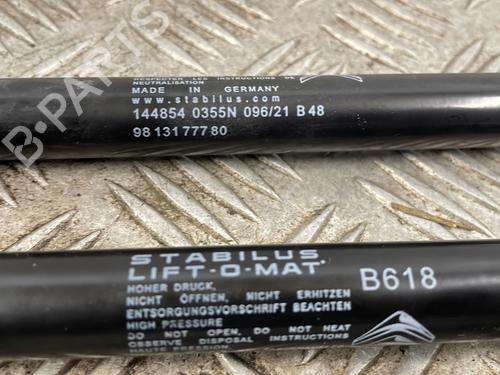 B-PARTS
RESPECTER LES INSTRUCTIONS DE
NEUTRALISATION
MADE IN GERMANY
www.stabilus.com
144854 0355N 096/21 B48
98 131 777 80
STABILUS
LIFT-O-MAT
B618
HOHER DRUCK,
NICHT ÖFFNEN, NICHT ERHITZEN
ENTSORGUNGSVORSCHRIFT BEACHTEN
HIGH PRESSURE
DO NOT OPEN, DO NOT HEAT
OBSERVE DISPOSAL INSTRUCTIONS
HAUTE PRESSION